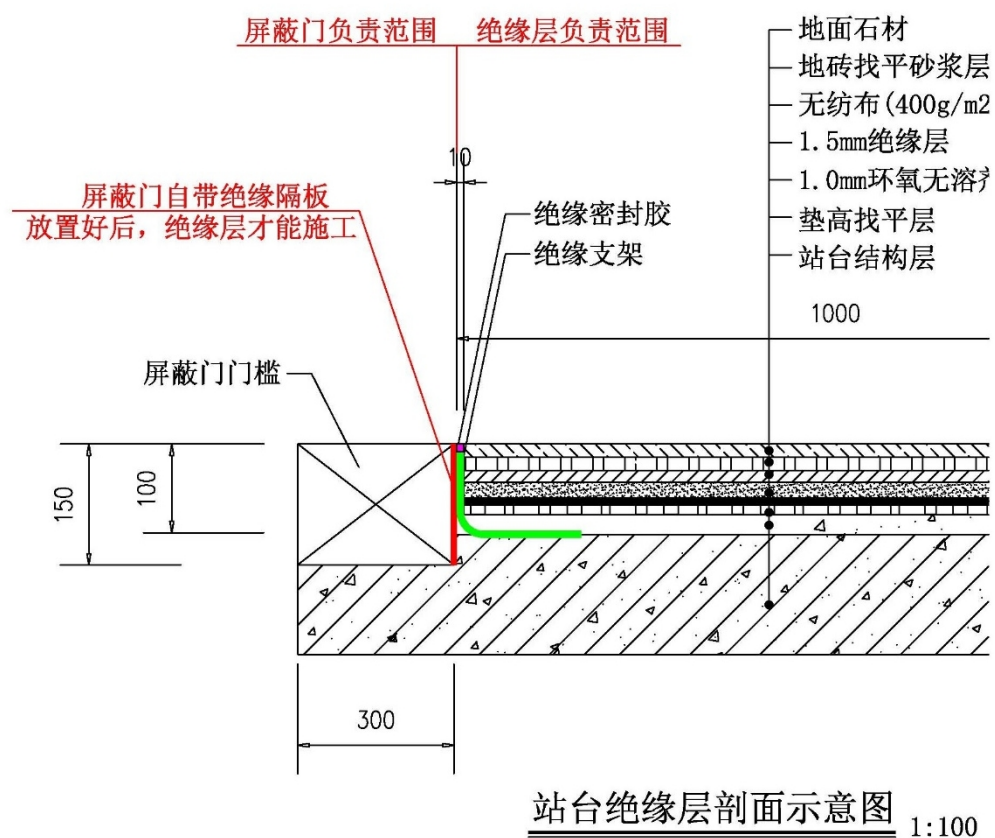 屏蔽门负责范围 绝缘层负责范围
地面石材
地砖找平砂浆层
无纺布(400g/m2
1.5mm绝缘层
1.0mm环氧无溶
垫高找平层
站台结构层
10
屏蔽门自带绝缘隔板
放置好后，绝缘层才能施工
绝缘密封胶
绝缘支架
1000
屏蔽门门槛
150
100
300
站台绝缘层剖面示意图 1:100